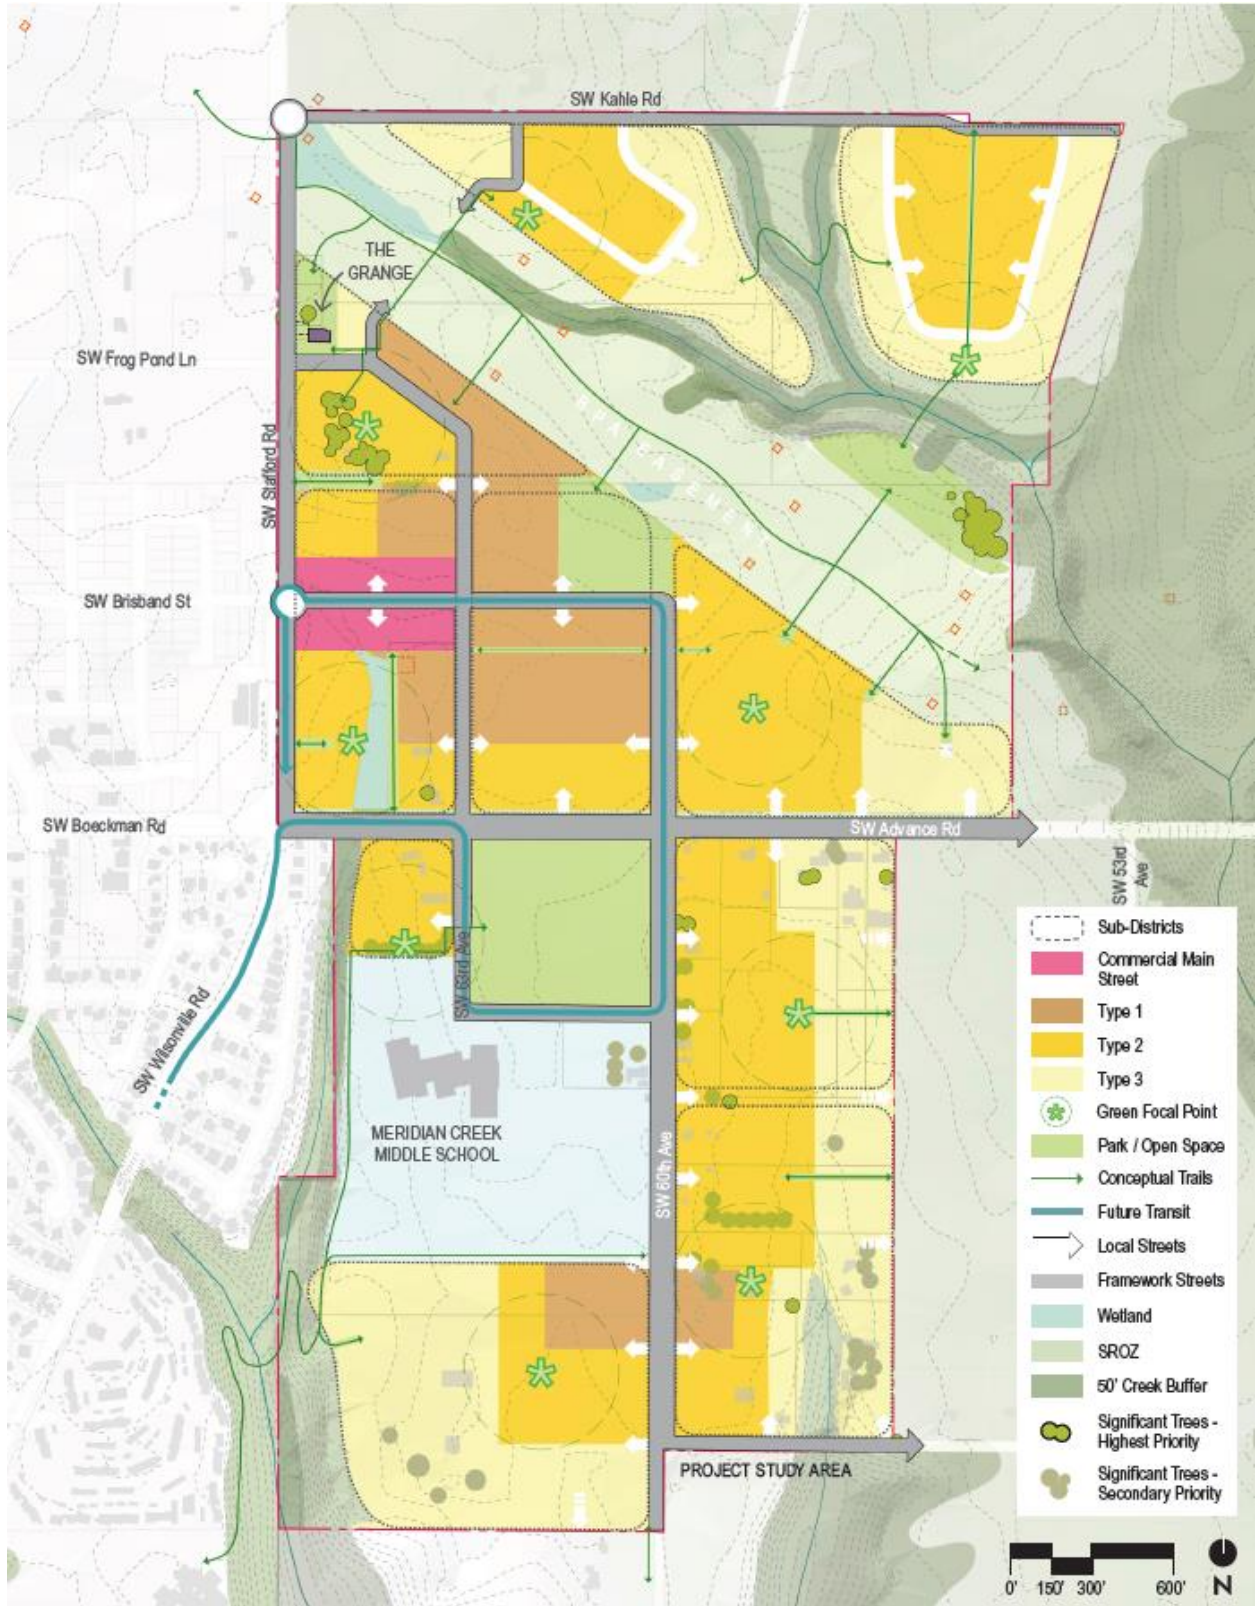 SW Kahle Rd
THE
GRANGE
SW Frog Pond Ln
SW Stafford Rd
BPA EASEMENT
SW Brisband St
SW Boeckman Rd
SW Advance Rd
SW 53rd
Ave
SW 63rd Ave
SW Wilsonville Rd
MERIDIAN CREEK
MIDDLE SCHOOL
SW 60th Ave
PROJECT STUDY AREA
Sub-Districts
Commercial Main
Street
Type 1
Type 2
Type 3
Green Focal Point
Park / Open Space
Conceptual Trails
Future Transit
Local Streets
Framework Streets
Wetland
SROZ
50' Creek Buffer
Significant Trees -
Highest Priority
Significant Trees -
Secondary Priority
0' 150' 300' 600'
N